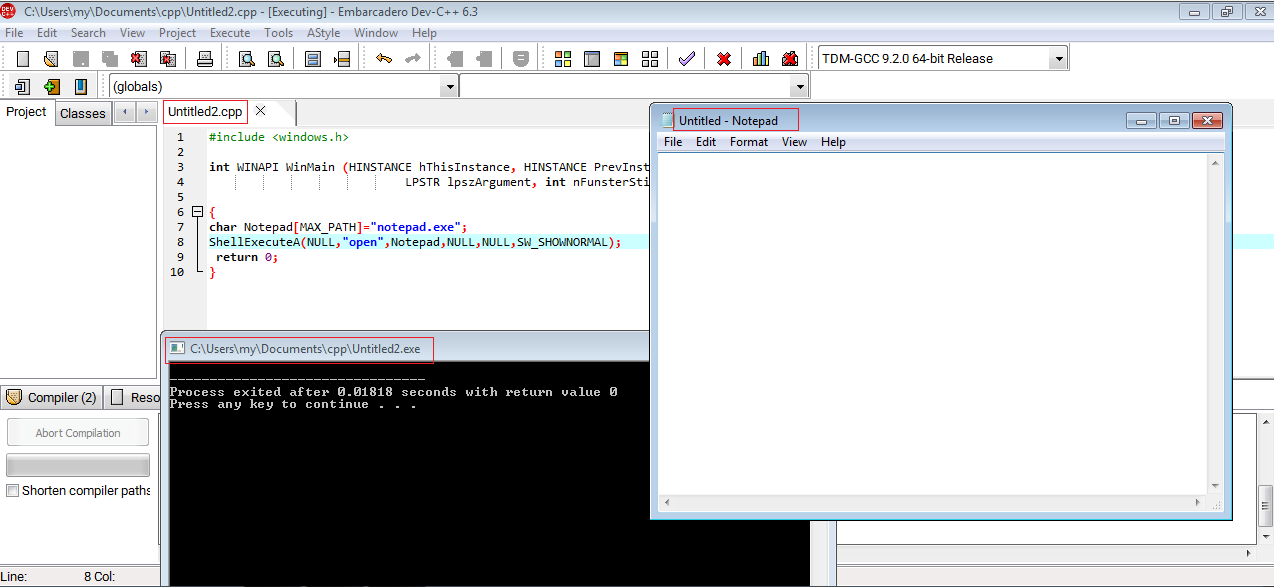 C:\Users\my\Documents\cpp\Untitled2.cpp - [Executing] - Embarcadero Dev-C++ 6.3
File Edit Search View Project Execute Tools AStyle Window Help
TDM-GCC 9.2.0 64-bit Release
(globals)
Project Classes
Untitled2.cpp
1 #include <windows.h>
2
3 int WINAPI WinMain (HINSTANCE hThisInstance, HINSTANCE PrevInst
4 LPSTR lpszArgument, int nFunsterSti
5
6 {
7 char Notepad[MAX_PATH]="notepad.exe";
8 ShellExecuteA(NULL,"open",Notepad,NULL,NULL,SW_SHOWNORMAL);
9 return 0;
10 }
Untitled - Notepad
File Edit Format View Help
C:\Users\my\Documents\cpp\Untitled2.exe
--------------------------------
Process exited after 0.01818 seconds with return value 0
Press any key to continue . . .
Compiler (2) Reso
Abort Compilation
Shorten compiler paths
Line: 8 Col: